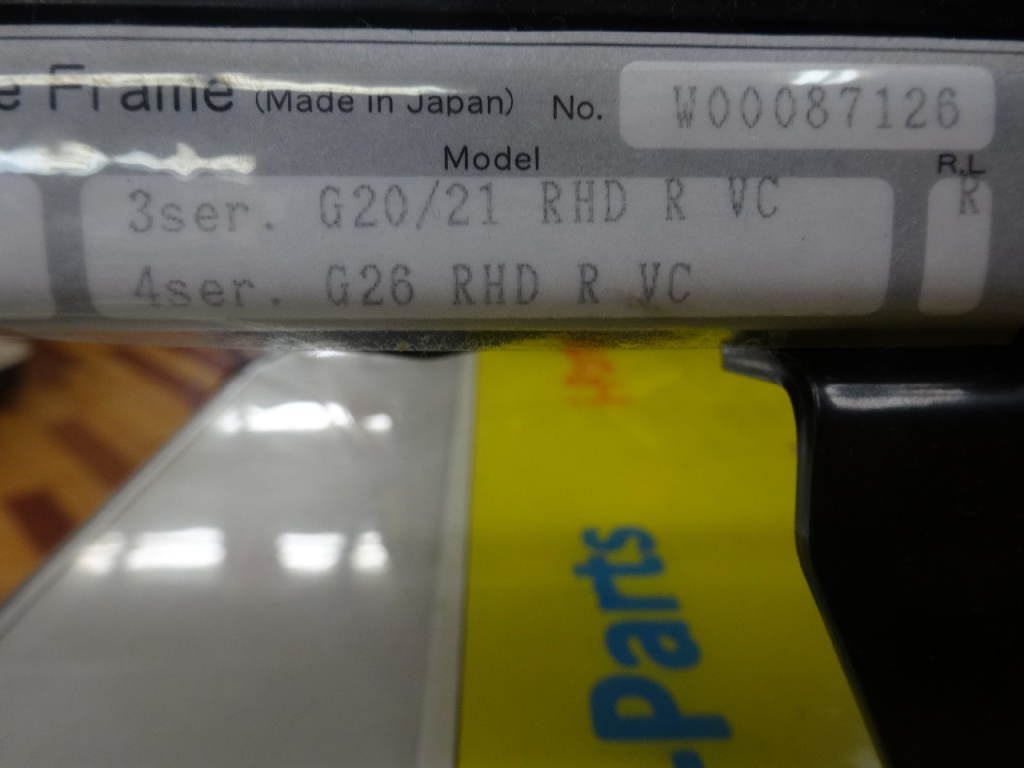 e Frame (Made in Japan) No. W00087126
Model
R.L
3ser. G20/21 RHD R VC
R
4ser. G26 RHD R VC
Parts